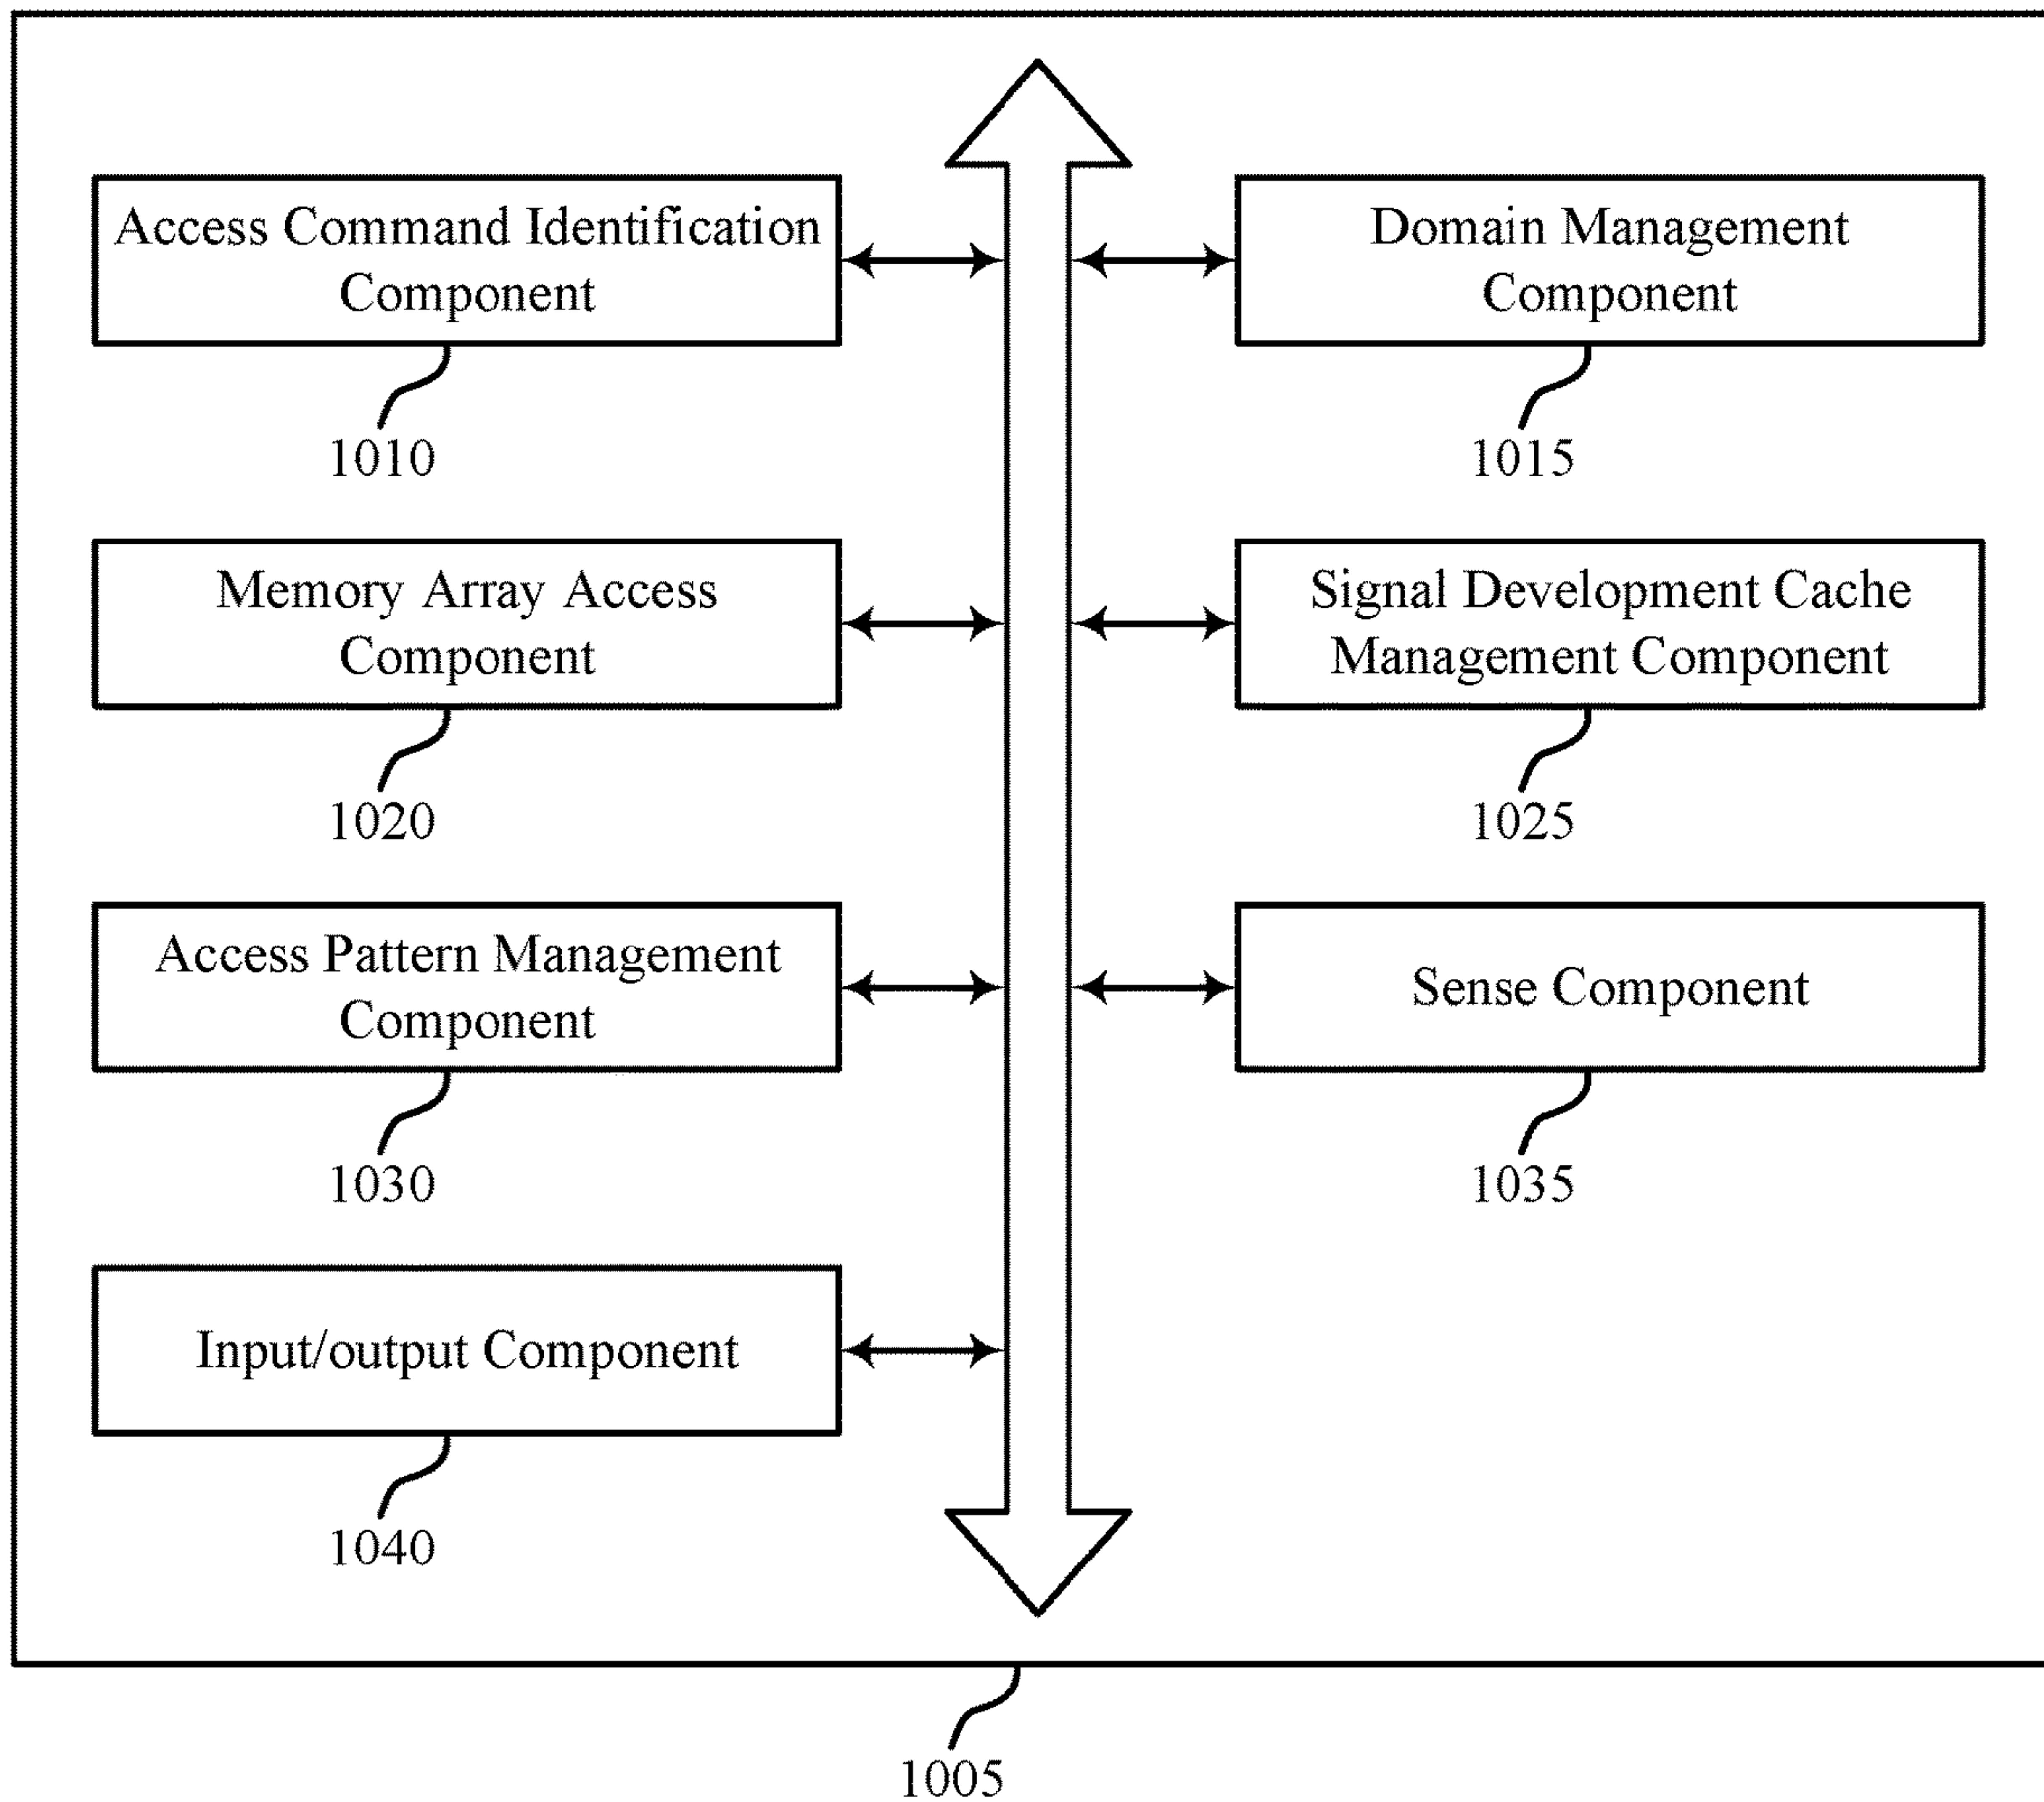 Access Command Identification
Component
1010
Domain Management
Component
1015
Memory Array Access
Component
1020
Signal Development Cache
Management Component
1025
Access Pattern Management
Component
1030
Sense Component
1035
Input/output Component
1040
1005